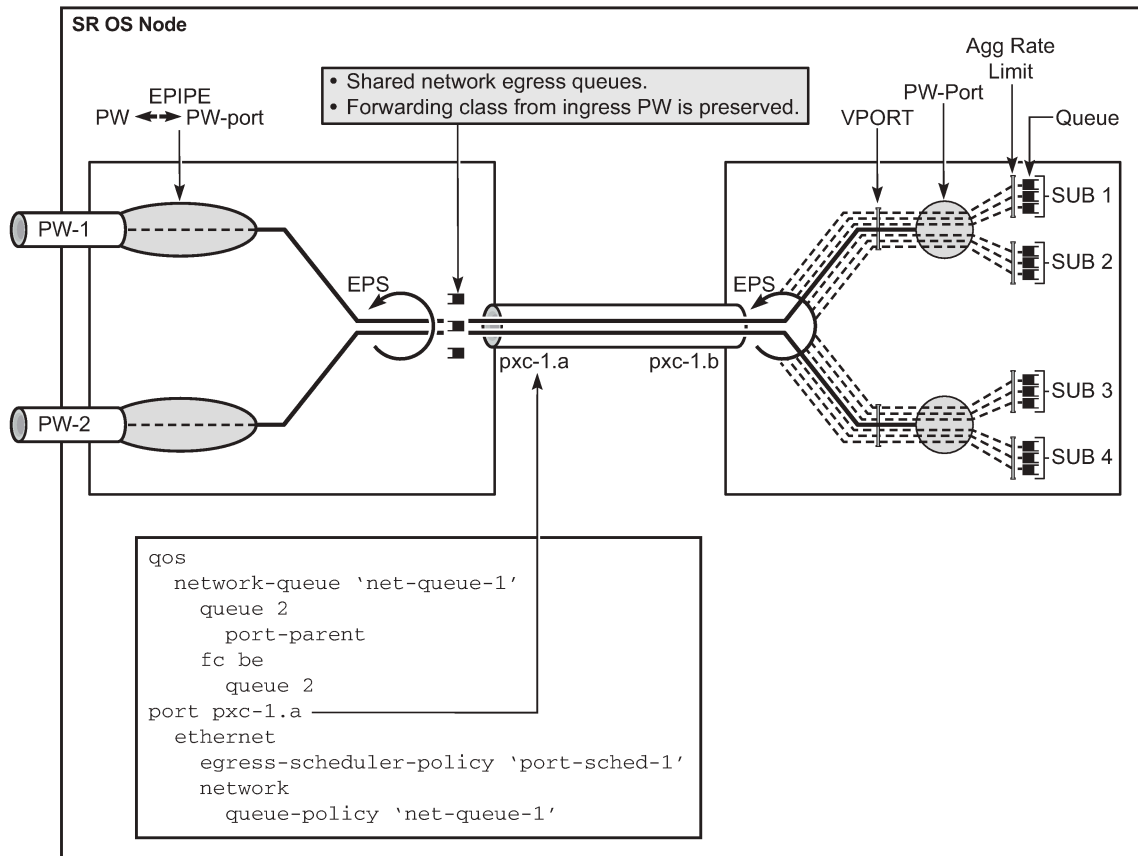 SR OS Node
• Shared network egress queues.
• Forwarding class from ingress PW is preserved.
Agg Rate
Limit
EPIPE
PW PW-port
VPORT
PW-Port
Queue
PW-1
SUB 1
SUB 2
EPS
EPS
pxc-1.a
pxc-1.b
PW-2
SUB 3
SUB 4
qos
network-queue ‘net-queue-1’
queue 2
port-parent
fc be
queue 2
port pxc-1.a
ethernet
egress-scheduler-policy ‘port-sched-1’
network
queue-policy ‘net-queue-1’